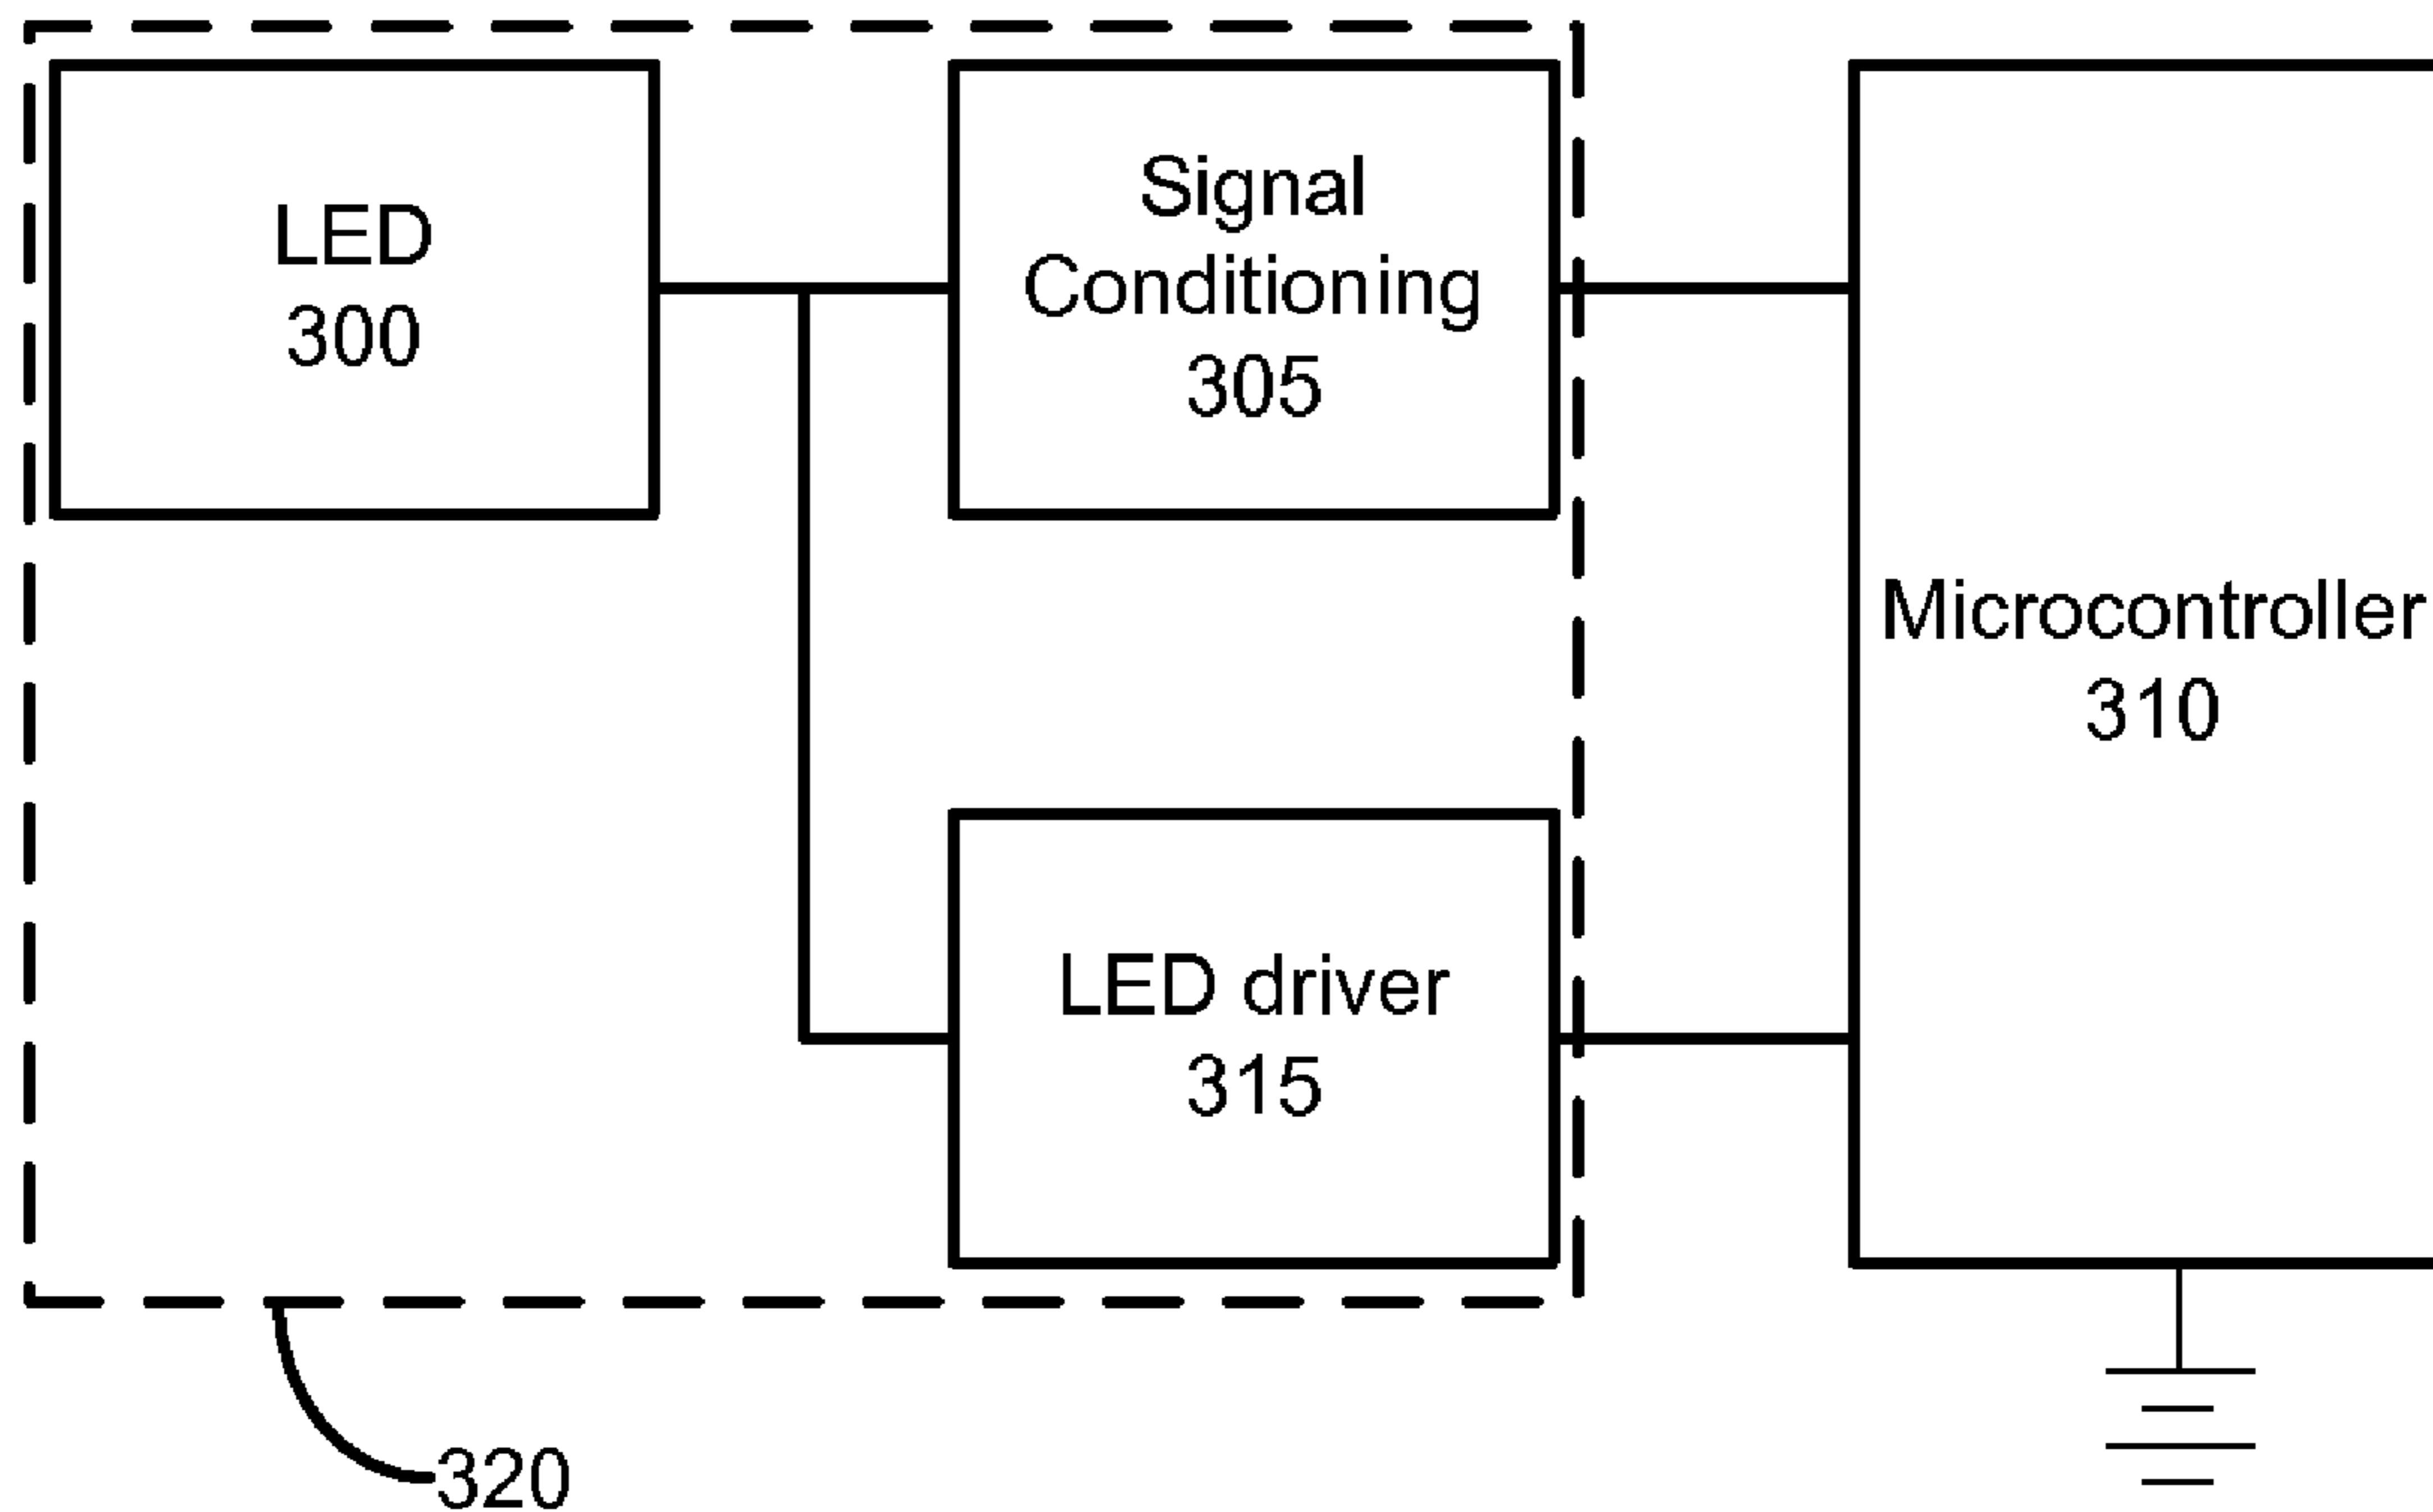 LED
300
Signal
Conditioning
305
Microcontroller
310
LED driver
315
320